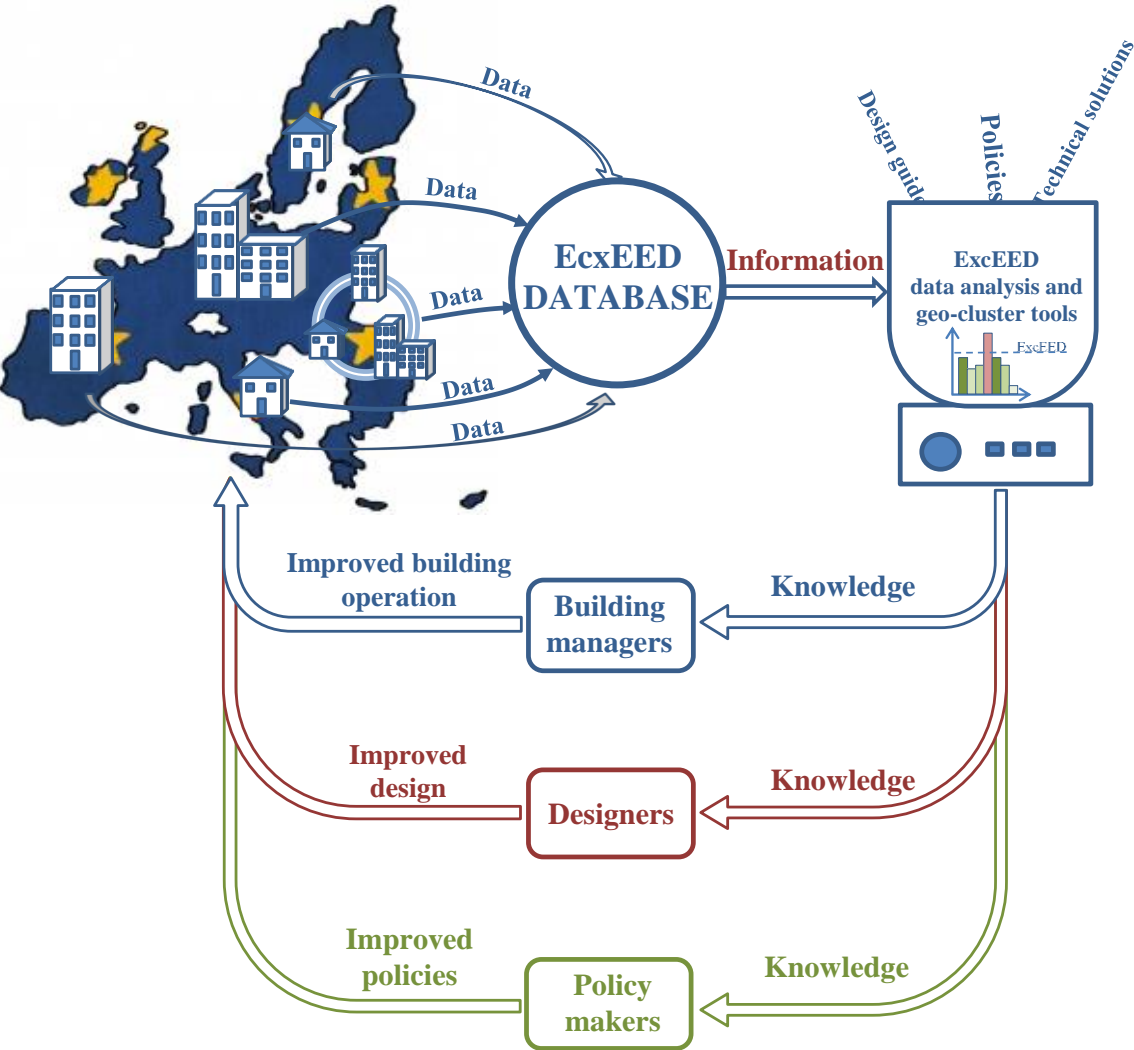 Data
Data
Data
Data
Data
EcxEED
DATABASE
Information
Design guide
Policies
Technical solutions
ExcEED
data analysis and
geo-cluster tools
ExcEED
Improved building
operation
Building
managers
Knowledge
Improved
design
Designers
Knowledge
Improved
policies
Policy
makers
Knowledge